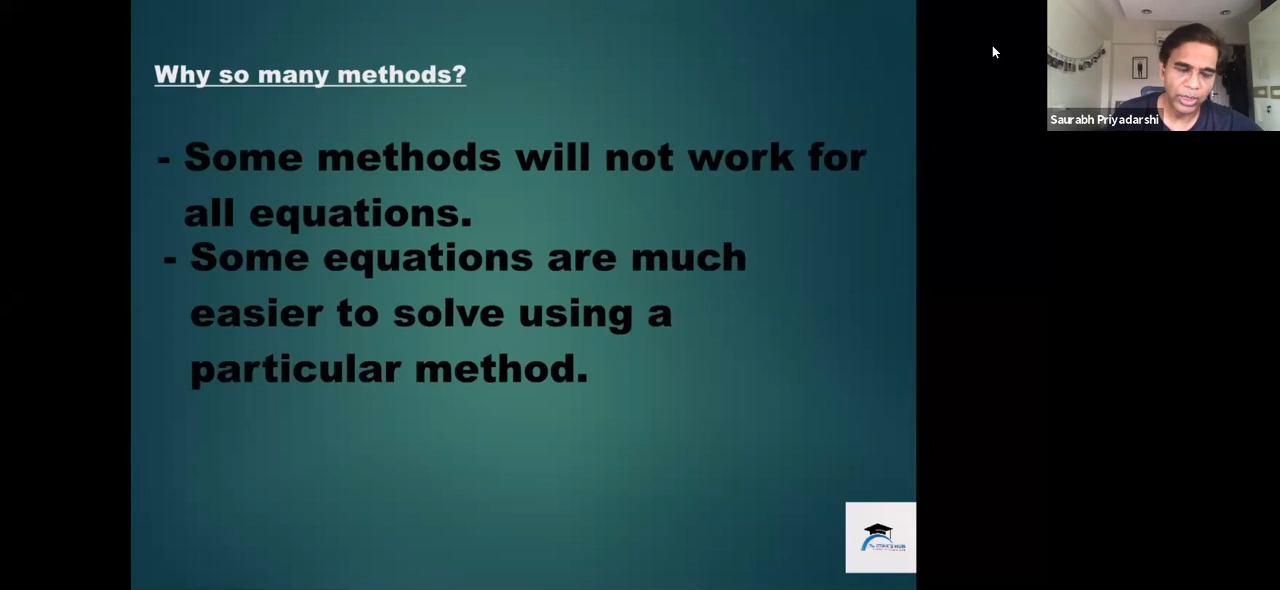 Why so many methods?
- Some methods will not work for
all equations.
- Some equations are much
easier to solve using a
particular method.
Saurabh Priyadarshi